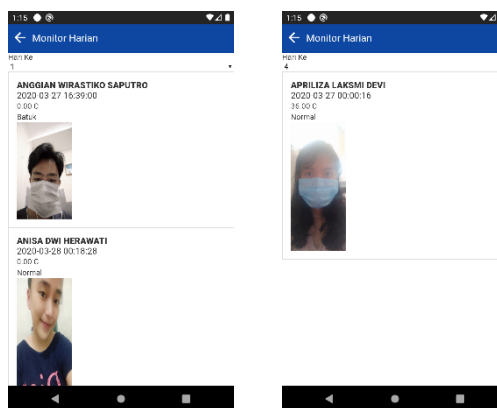 1:15
Monitor Harian
Hari Ke
1
ANGGIAN WIRASTIKO SAPUTRO
2020-03-27 16:39:00
0.00 C
Batuk
ANISA DWI HERAWATI
2020-03-28 00:18:28
0.00 C
Normal
1:15
Monitor Harian
Hari Ke
4
APRILIZA LAKSMI DEVI
2020-03-27 00:00:16
36.00 C
Normal